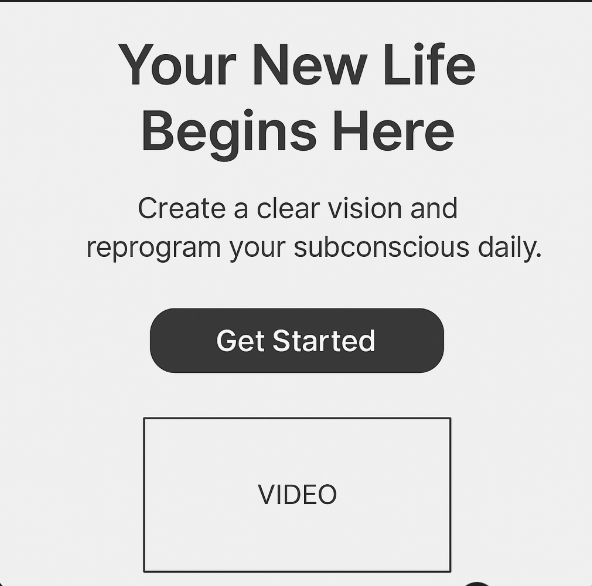 Your New Life
Begins Here
Create a clear vision and
reprogram your subconscious daily.
Get Started
VIDEO